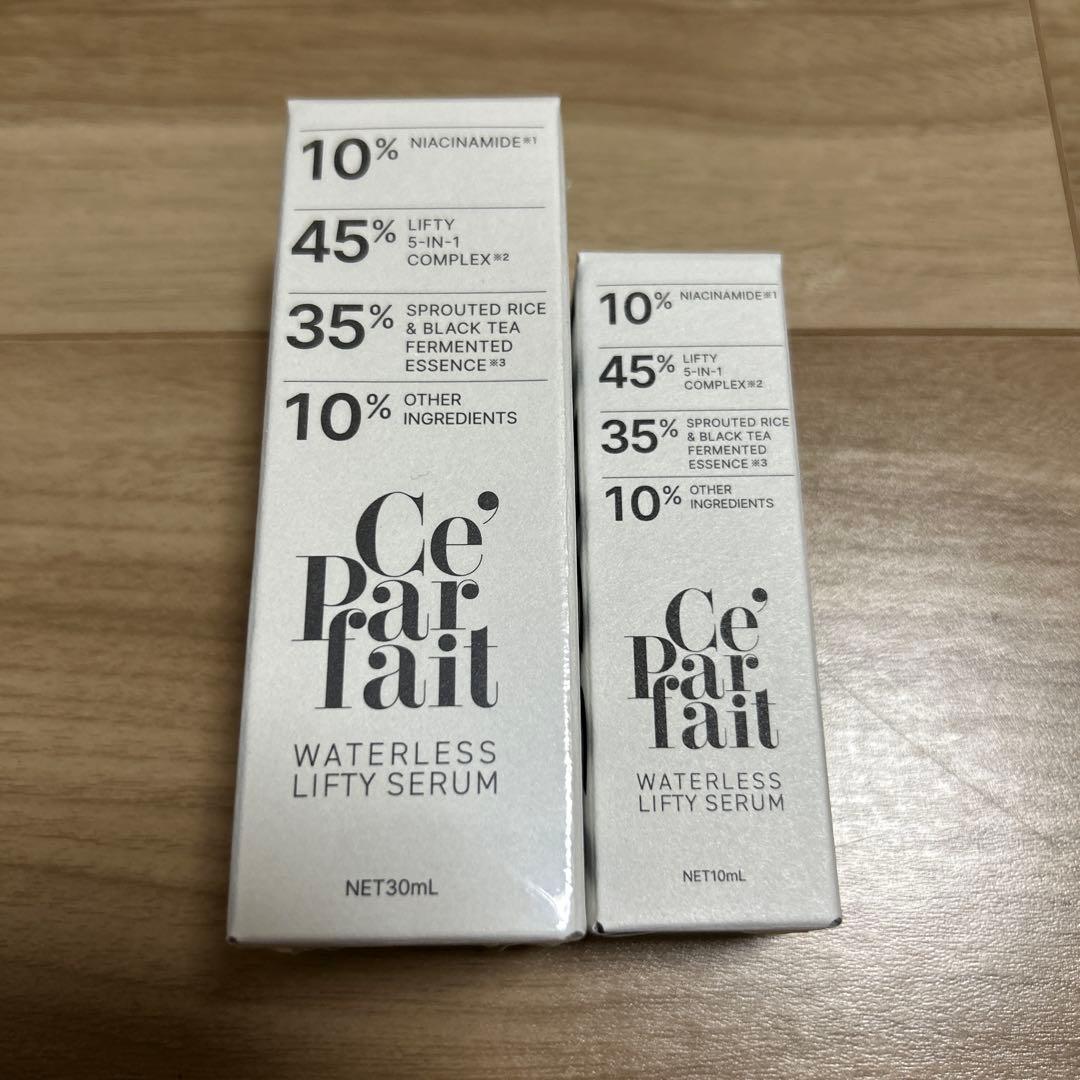 10% NIACINAMIDE※1
45% LIFTY
5-IN-1
COMPLEX※2
35% SPROUTED RICE
& BLACK TEA
FERMENTED
ESSENCE※3
10% OTHER
INGREDIENTS
Ce'
Par
fait
WATERLESS
LIFTY SERUM
NET30mL
10% NIACINAMIDE※1
45% LIFTY
5-IN-1
COMPLEX※2
35% SPROUTED RICE
& BLACK TEA
FERMENTED
ESSENCE※3
10% OTHER
INGREDIENTS
Ce'
Par
fait
WATERLESS
LIFTY SERUM
NET10mL